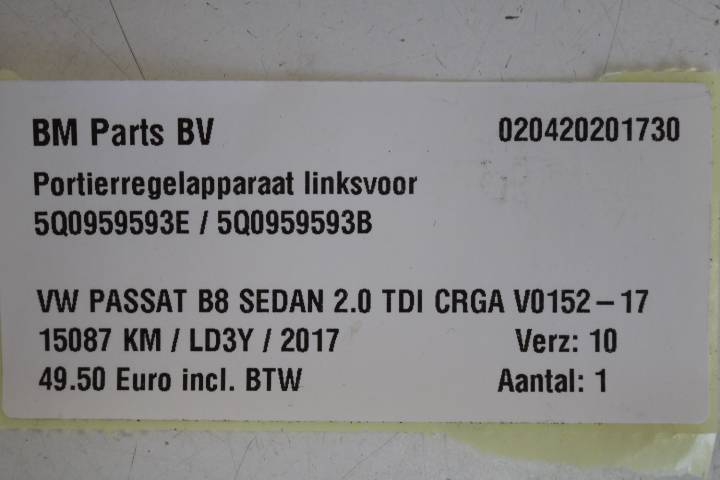 BM Parts BV 020420201730
Portierregelapparaat linksvoor
5Q0959593E / 5Q0959593B
VW PASSAT B8 SEDAN 2.0 TDI CRGA V0152-17
15087 KM / LD3Y / 2017 Verz: 10
49.50 Euro incl. BTW Aantal: 1